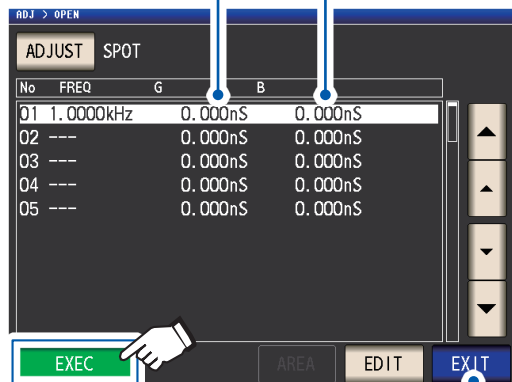 ADJ > OPEN
ADJUST SPOT
No FREQ G B
01 1.0000kHz 0.000nS 0.000nS
02 --- 0.000nS 0.000nS
03 --- 0.000nS 0.000nS
04 --- 0.000nS 0.000nS
05 --- 0.000nS 0.000nS
EXEC AREA EDIT EXIT